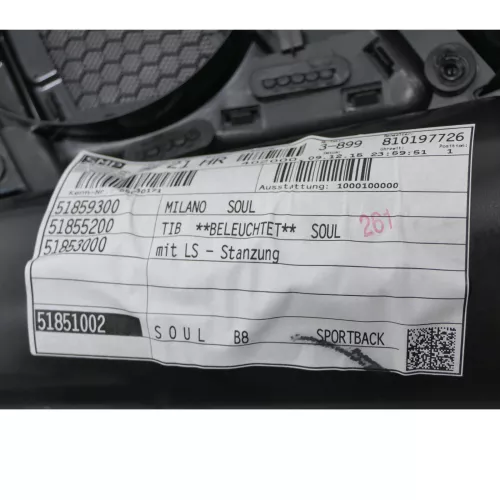 3-899 810197726
21 HR 09.12.16 23:59:51 1
Ausstattung: 1000100000
51859300 MILANO SOUL
51855200 TIB **BELEUCHTET** SOUL 261
51853000 mit LS - Stanzung
51851002 SOUL B8 SPORTBACK